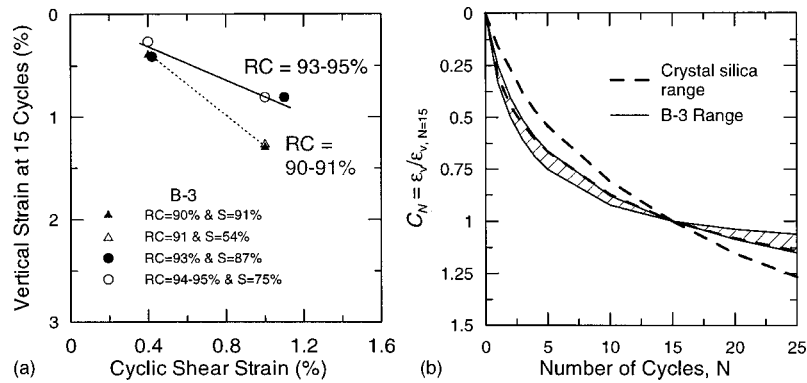 0
1
2
3
Vertical Strain at 15 Cycles (%)
RC = 93-95%
RC =
90-91%
B-3
RC=90% & S=91%
RC=91 & S=54%
RC=93% & S=87%
RC=94-95% & S=75%
0 0.4 0.8 1.2 1.6
(a) Cyclic Shear Strain (%)
0
0.25
0.5
0.75
1
1.25
1.5
C_N = ε_v/ε_v, N=15
Crystal silica
range
B-3 Range
0 5 10 15 20 25
(b) Number of Cycles, N